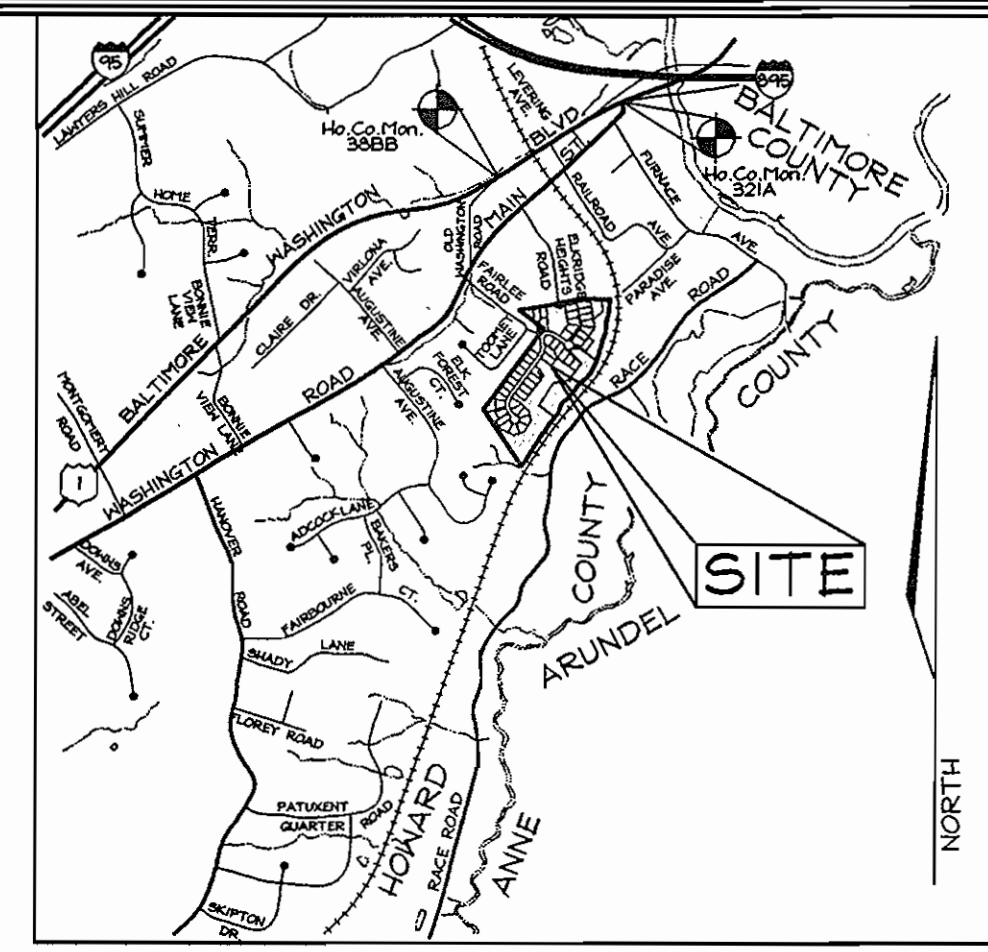 95
LAWYERS HILL ROAD
SUMMER
HOME
TERR.
BONNIE
VIEW
LANE
Ho.Co.Mon.
38BB
LEVERING
AVE.
BLVD.
ST.
MAIN
895
BALTIMORE
COUNTY
Ho.Co.Mon.
321A
FURNACE
AVE.
RAILROAD
AVE.
PARADISE
AVE.
WASHINGTON
BALTIMORE
OLD
WASHINGTON
ROAD
VIRLONA
AVE.
CLAIRE DR.
AUGUSTINE
AVE.
FAIRLEE
ROAD
ELKRIDGE
HEIGHTS
ROAD
TOOMEY
LANE
ELK
FOREST
CT.
AUGUSTINE
AVE.
RACE
ROAD
COUNTY
MONTGOMERY
ROAD
1
WASHINGTON
ROAD
BONNIE
VIEW LANE
HANOVER
ROAD
ADCOCK LANE
BAKERS
PL.
DOWNS
AVE.
ABEL
STREET
DOWNS
RIDGE
CT.
FAIRBOURNE
CT.
SHADY
LANE
FLOREY ROAD
PATUXENT
QUARTER
ROAD
SKIPTON
DR.
HOWARD
COUNTY
RACE ROAD
ANNE
ARUNDEL
SITE
NORTH